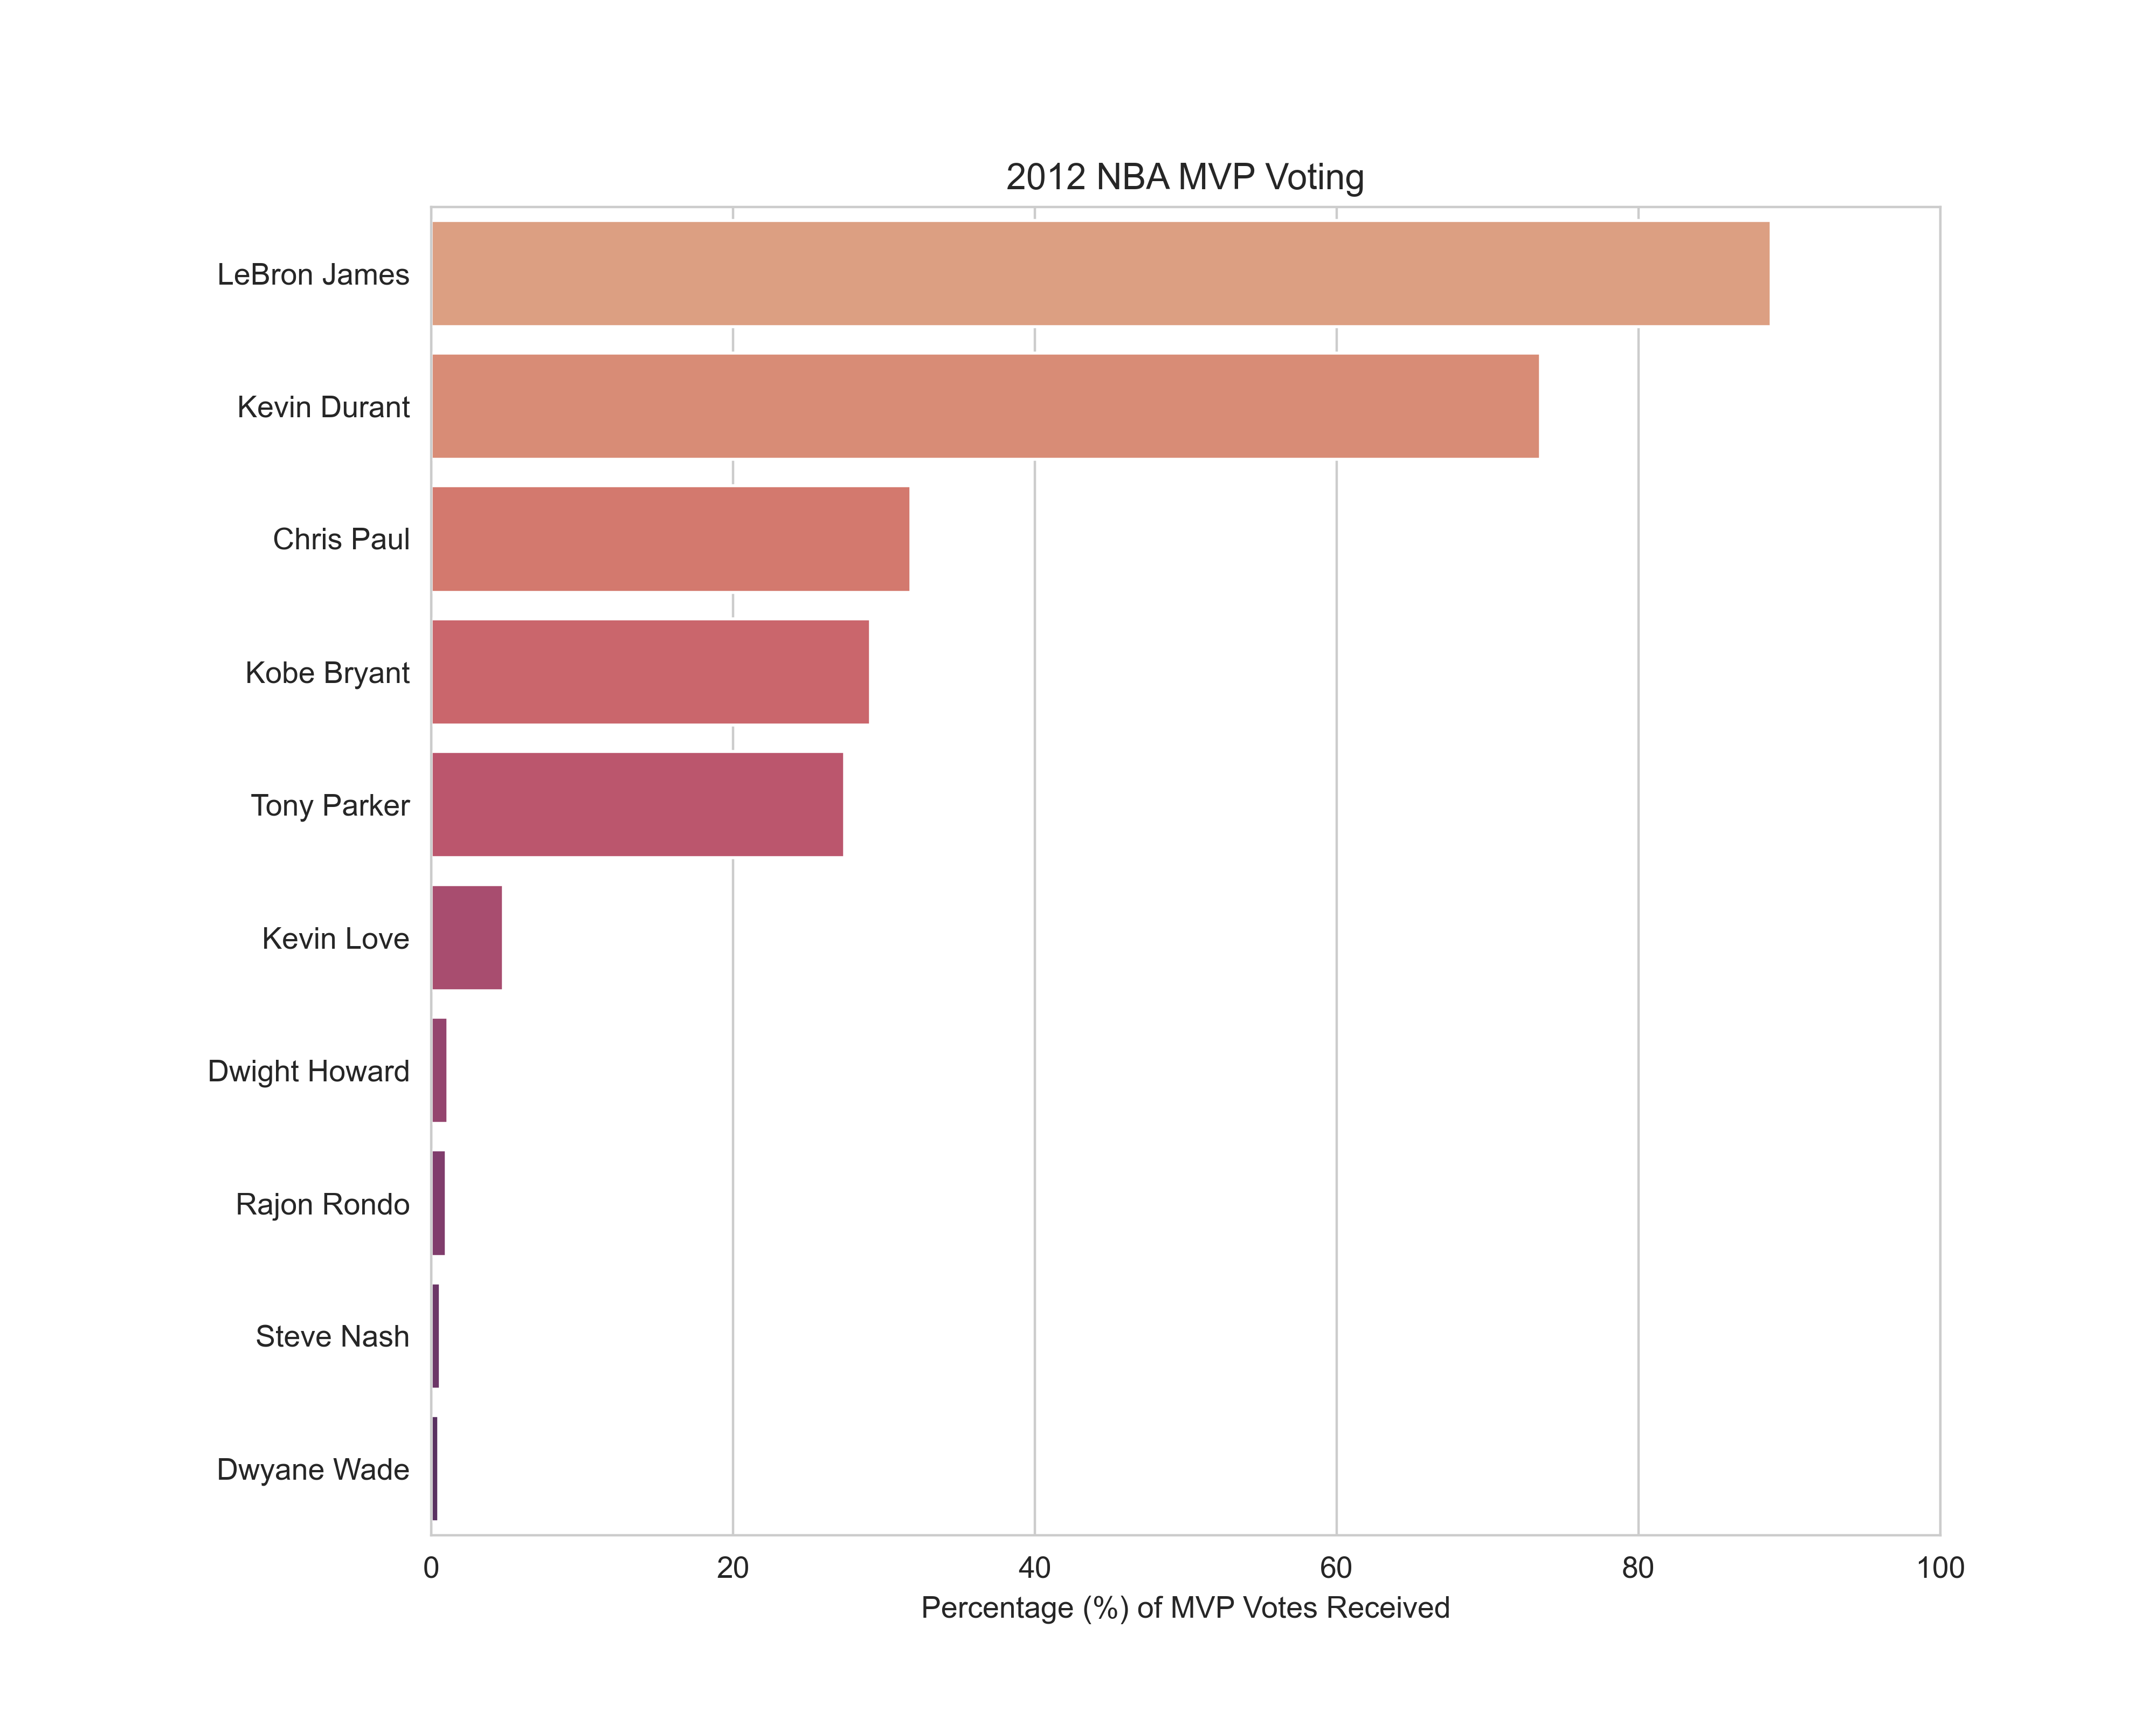 2012 NBA MVP Voting
LeBron James
Kevin Durant
Chris Paul
Kobe Bryant
Tony Parker
Kevin Love
Dwight Howard
Rajon Rondo
Steve Nash
Dwyane Wade
0 20 40 60 80 100
Percentage (%) of MVP Votes Received